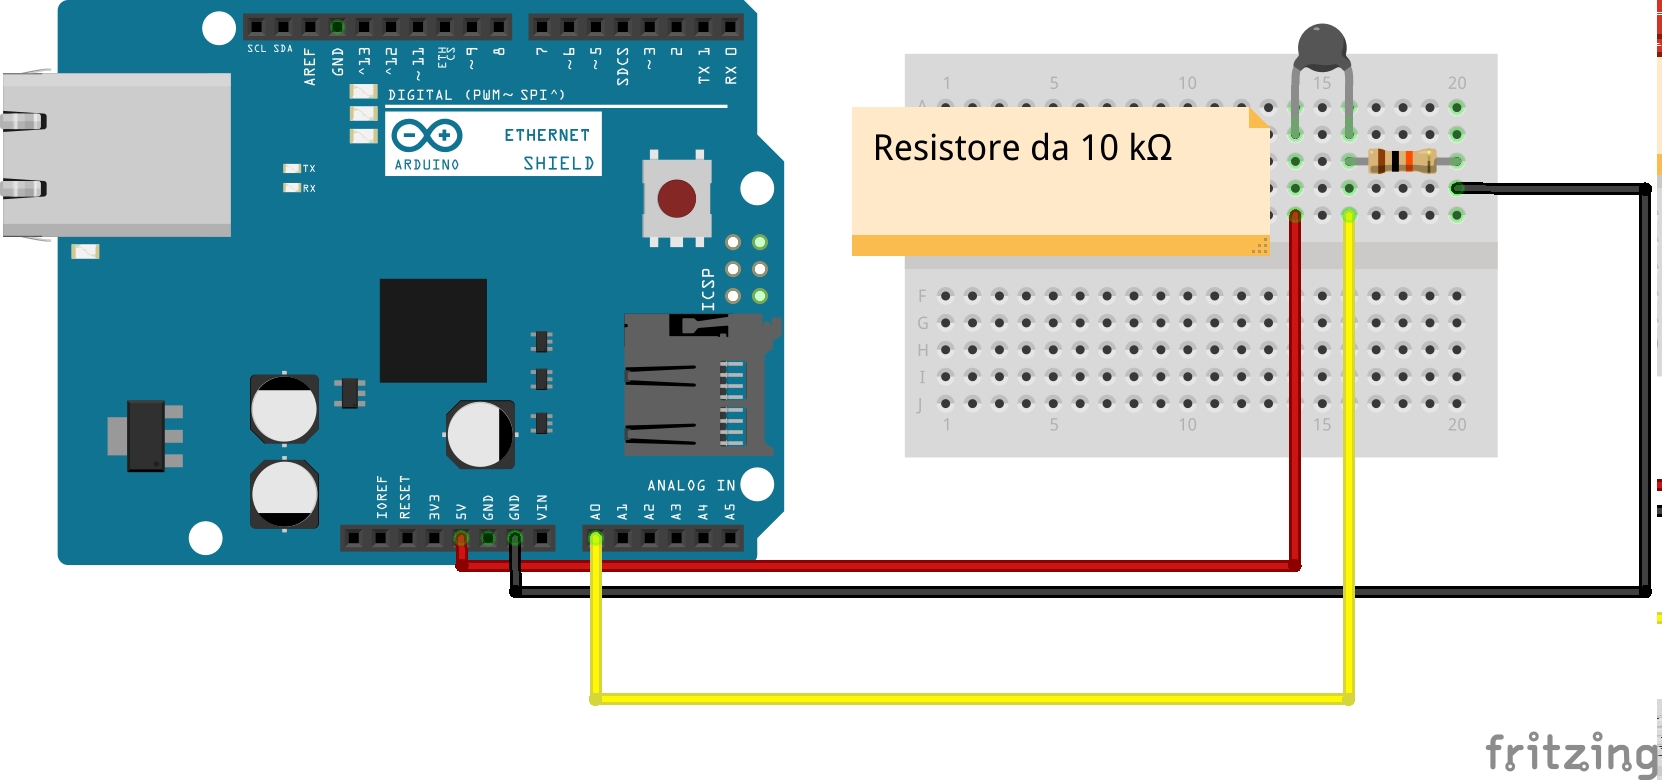 SCL SDA AREF GND ^13 ^12 ~11 ETH CS ~9 8 7 ~6 ~5 SDCS ~3 2 TX 1 RX 0
DIGITAL (PWM~ SPI^)
ARDUINO
ETHERNET
SHIELD
TX
RX
ICSP
ANALOG IN
IOREF RESET 3V3 5V GND GND VIN A0 A1 A2 A3 A4 A5
1 5 10 15 20
A
Resistore da 10 kΩ
F
G
H
I
J
1 5 10 15 20
fritzing